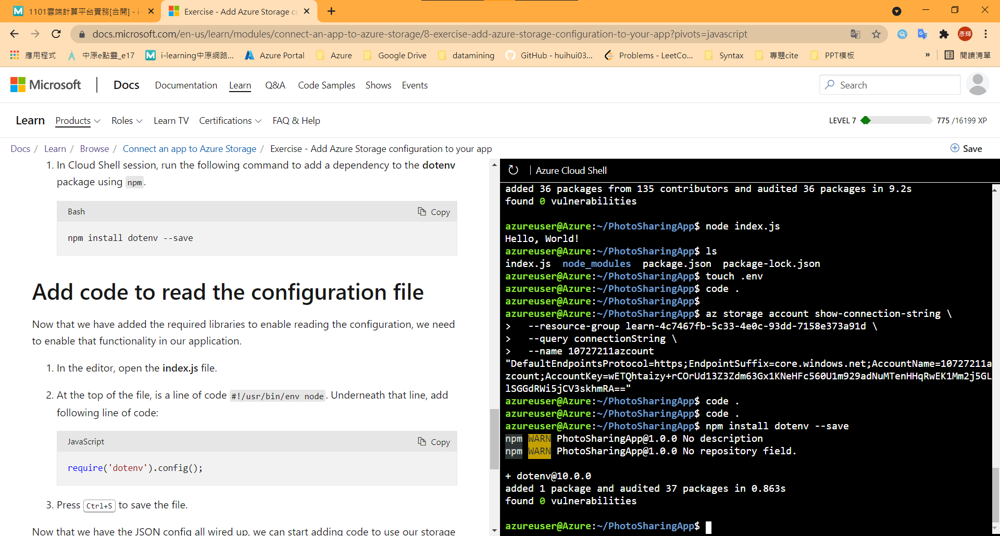 1101雲端計算平台實務[合開] - i-
Exercise - Add Azure Storage co
docs.microsoft.com/en-us/learn/modules/connect-an-app-to-azure-storage/8-exercise-add-azure-storage-configuration-to-your-app?pivots=javascript
彥輝
應用程式
中原e點靈_e17
i-learning中原網路...
Azure Portal
Azure
Google Drive
datamining
GitHub - huihui03...
Problems - LeetCo...
Syntax
專題cite
PPT模板
»
閱讀清單
Microsoft
Docs
Documentation
Learn
Q&A
Code Samples
Shows
Events
Search
Learn
Products
Roles
Learn TV
Certifications
FAQ & Help
LEVEL 7
775 /16199 XP
Docs / Learn / Browse / Connect an app to Azure Storage / Exercise - Add Azure Storage configuration to your app
Save
1. In Cloud Shell session, run the following command to add a dependency to the dotenv
package using npm.
Bash
Copy
npm install dotenv --save
Add code to read the configuration file
Now that we have added the required libraries to enable reading the configuration, we need
to enable that functionality in our application.
1. In the editor, open the index.js file.
2. At the top of the file, is a line of code #!/usr/bin/env node. Underneath that line, add
following line of code:
JavaScript
Copy
require('dotenv').config();
3. Press Ctrl+S to save the file.
Now that we have the JSON config all wired up, we can start adding code to use our storage
Azure Cloud Shell
added 36 packages from 135 contributors and audited 36 packages in 9.2s
found 0 vulnerabilities
azureuser@Azure:~/PhotoSharingApp$ node index.js
Hello, World!
azureuser@Azure:~/PhotoSharingApp$ ls
index.js  node_modules  package.json  package-lock.json
azureuser@Azure:~/PhotoSharingApp$ touch .env
azureuser@Azure:~/PhotoSharingApp$ code .
azureuser@Azure:~/PhotoSharingApp$
azureuser@Azure:~/PhotoSharingApp$ az storage account show-connection-string \
>   --resource-group learn-4c7467fb-5c33-4e0c-93dd-7158e373a91d \
>   --query connectionString \
>   --name 10727211azcount
"DefaultEndpointsProtocol=https;EndpointSuffix=core.windows.net;AccountName=10727211a
zcount;AccountKey=wETQhtaizy+rCOrUd13Z3Zdm63Gx1KNeHFc560U1m929adNuMTenHHqRwEK1Mm2j5GL
lSGGdRWi5jCV3skhmRA=="
azureuser@Azure:~/PhotoSharingApp$ code .
azureuser@Azure:~/PhotoSharingApp$ code .
azureuser@Azure:~/PhotoSharingApp$ npm install dotenv --save
npm WARN PhotoSharingApp@1.0.0 No description
npm WARN PhotoSharingApp@1.0.0 No repository field.
+ dotenv@10.0.0
added 1 package and audited 37 packages in 0.863s
found 0 vulnerabilities
azureuser@Azure:~/PhotoSharingApp$